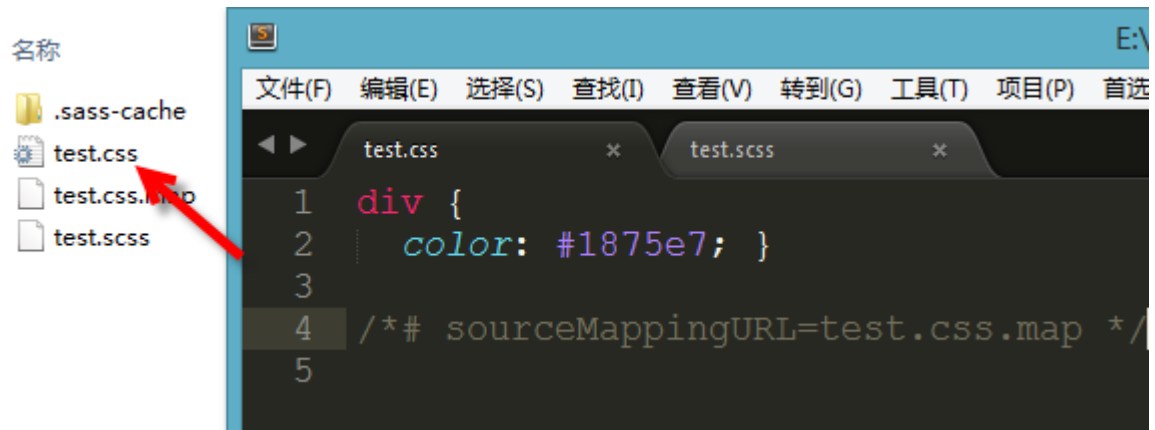 名称
.sass-cache
test.css
test.css.map
test.scss
E:\
文件(F) 编辑(E) 选择(S) 查找(I) 查看(V) 转到(G) 工具(T) 项目(P) 首选
test.css × test.scss ×
1 div {
2 color: #1875e7; }
3
4 /*# sourceMappingURL=test.css.map */
5